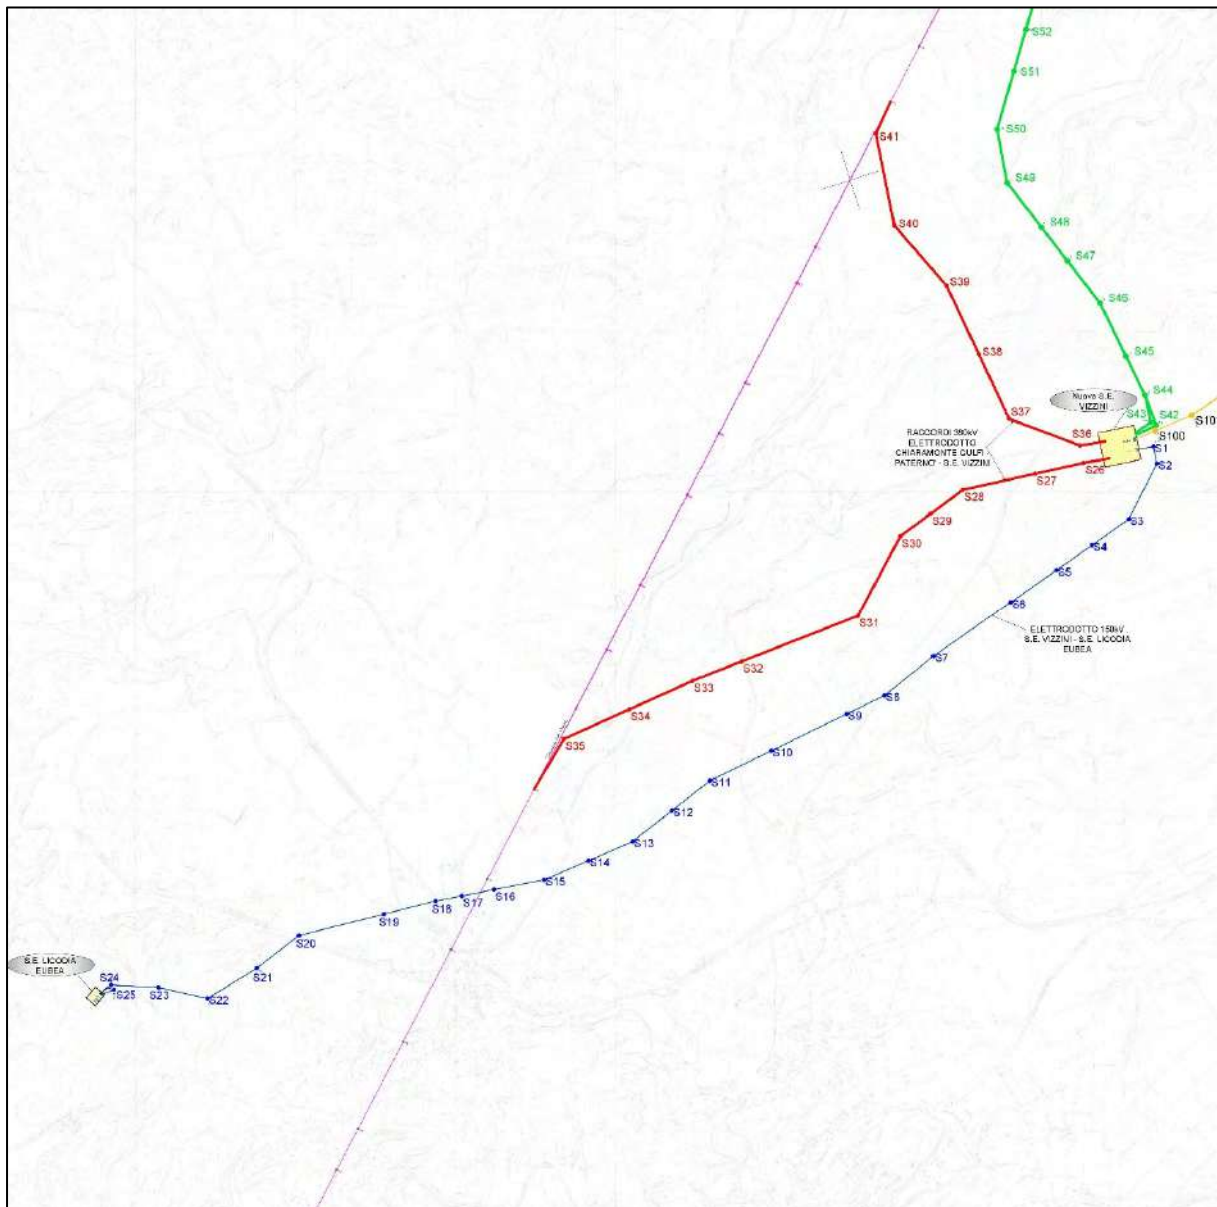 S52
S51
S50
S49
S48
S47
S46
S45
S44
S43
S42
S41
S40
S39
S38
S37
S36
Nuova S.E.
VIZZINI
S100
S10
S1
S2
RACCORDI 380kV
ELETTRODOTTO
CHIARAMONTE GULFI
PATERNO' - S.E. VIZZINI
S26
S27
S28
S29
S30
S31
S32
S33
S34
S35
S3
S4
S5
S6
ELETTRODOTTO 150kV
S.E. VIZZINI - S.E. LICODIA
EUBEA
S7
S8
S9
S10
S11
S12
S13
S14
S15
S16
S17
S18
S19
S20
S21
S22
S23
S24
S25
S.E. LICODIA
EUBEA